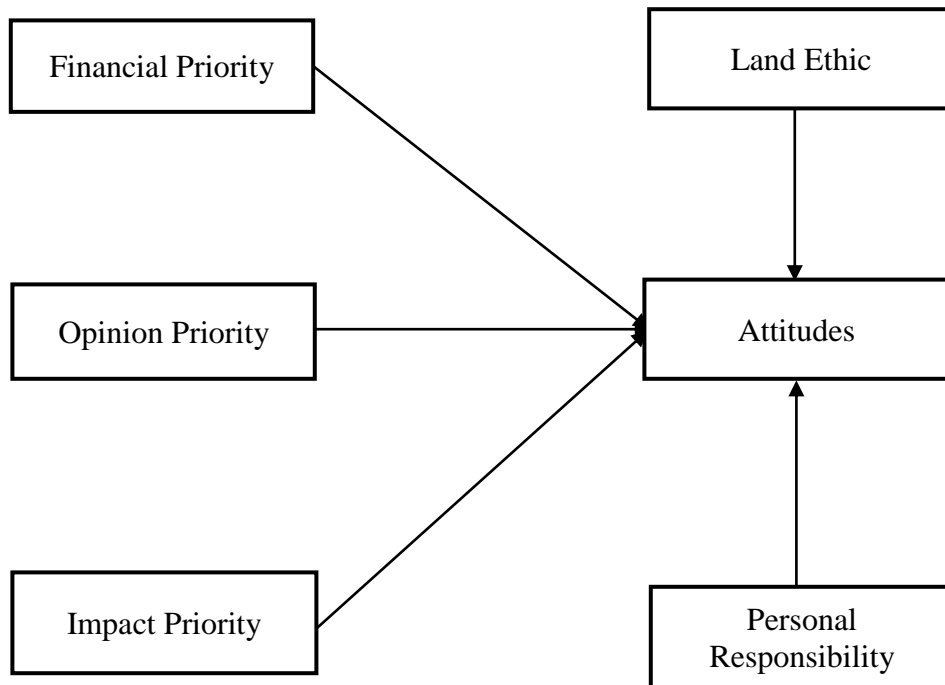 Financial Priority
Land Ethic
Opinion Priority
Attitudes
Impact Priority
Personal
Responsibility